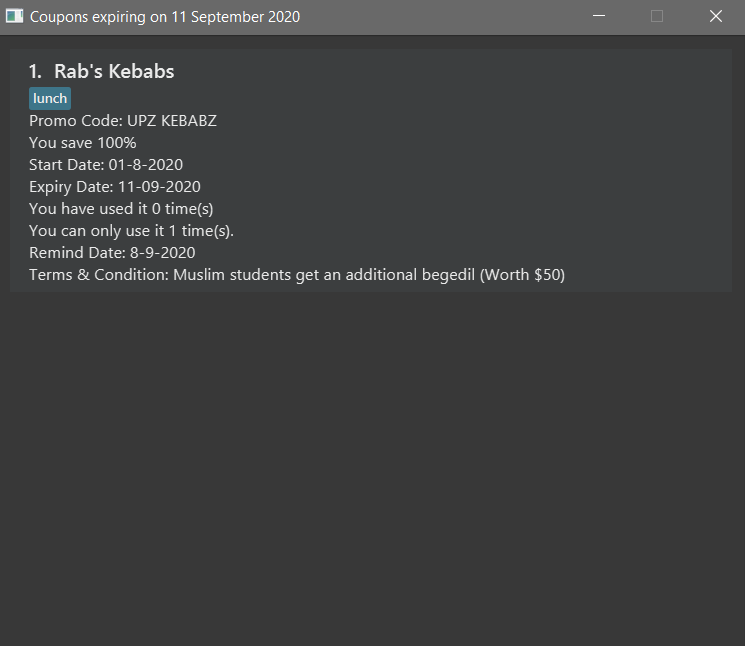 Coupons expiring on 11 September 2020
1. Rab's Kebabs
lunch
Promo Code: UPZ KEBABZ
You save 100%
Start Date: 01-8-2020
Expiry Date: 11-09-2020
You have used it 0 time(s)
You can only use it 1 time(s).
Remind Date: 8-9-2020
Terms & Condition: Muslim students get an additional begedil (Worth $50)